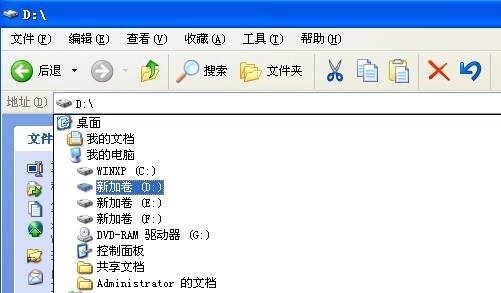 D:\
文件(F) 编辑(E) 查看(V) 收藏(A) 工具(T) 帮助(H)
后退 搜索 文件夹
地址(D) D:\
桌面
文件
我的文档
我的电脑
WINXP (C:)
新加卷 (D:)
新加卷 (E:)
新加卷 (F:)
DVD-RAM 驱动器 (G:)
控制面板
共享文档
Administrator 的文档